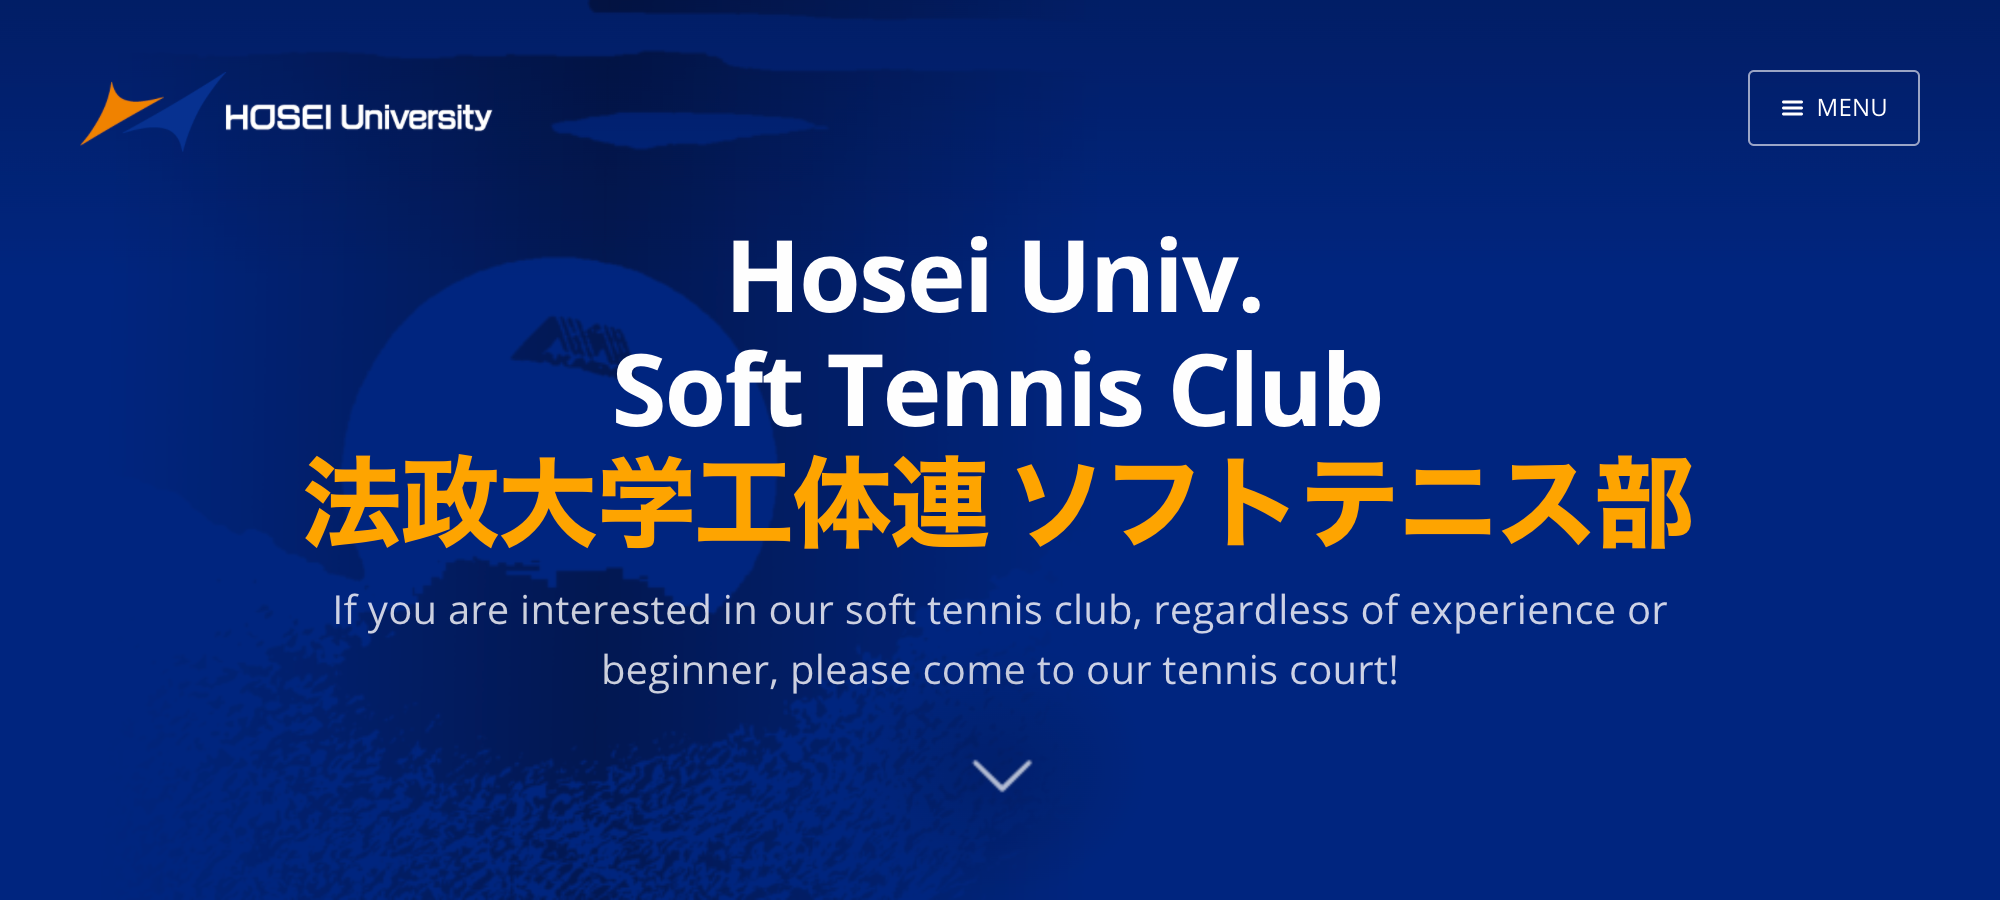 HOSEI University
MENU
Hosei Univ.
Soft Tennis Club
法政大学工体連 ソフトテニス部
If you are interested in our soft tennis club, regardless of experience or
beginner, please come to our tennis court!